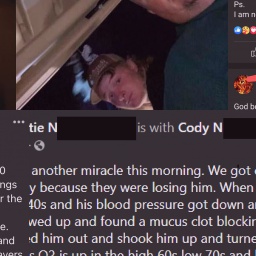 Ps.
I am n
tie N is with Cody N
another miracle this morning. We got
y because they were losing him. When
40s and his blood pressure got down a
wed up and found a mucus clot blockin
d him out and shook him up and turne
O2 is up in the high 60s low 70s and
God b
0
ngs
r the
e.
and
avers